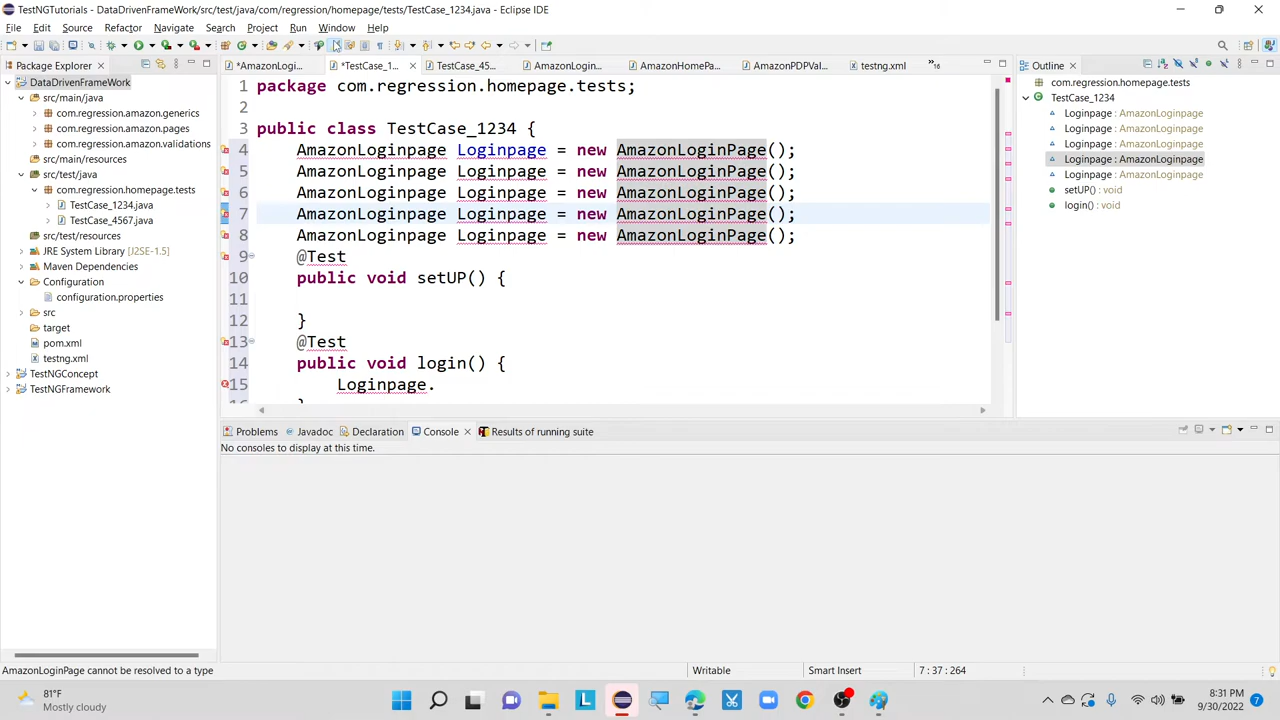 TestNGTutorials - DataDrivenFrameWork/src/test/java/com/regression/homepage/tests/TestCase_1234.java - Eclipse IDE
File Edit Source Refactor Navigate Search Project Run Window Help
Package Explorer
*AmazonLogi... *TestCase_1... TestCase_45... AmazonLogin... AmazonHomePa... AmazonPDPVal... testng.xml »16
Outline
DataDrivenFrameWork
src/main/java
com.regression.amazon.generics
com.regression.amazon.pages
com.regression.amazon.validations
src/main/resources
src/test/java
com.regression.homepage.tests
TestCase_1234.java
TestCase_4567.java
src/test/resources
JRE System Library [J2SE-1.5]
Maven Dependencies
Configuration
configuration.properties
src
target
pom.xml
testng.xml
TestNGConcept
TestNGFramework
1 package com.regression.homepage.tests;
2
3 public class TestCase_1234 {
4 AmazonLoginpage Loginpage = new AmazonLoginPage();
5 AmazonLoginpage Loginpage = new AmazonLoginPage();
6 AmazonLoginpage Loginpage = new AmazonLoginPage();
7 AmazonLoginpage Loginpage = new AmazonLoginPage();
8 AmazonLoginpage Loginpage = new AmazonLoginPage();
9 @Test
10 public void setUP() {
11
12 }
13 @Test
14 public void login() {
15 Loginpage.
16 }
com.regression.homepage.tests
TestCase_1234
Loginpage : AmazonLoginpage
Loginpage : AmazonLoginpage
Loginpage : AmazonLoginpage
Loginpage : AmazonLoginpage
Loginpage : AmazonLoginpage
setUP() : void
login() : void
Problems Javadoc Declaration Console Results of running suite
No consoles to display at this time.
AmazonLoginPage cannot be resolved to a type
Writable Smart Insert 7 : 37 : 264
81°F
Mostly cloudy
8:31 PM
9/30/2022